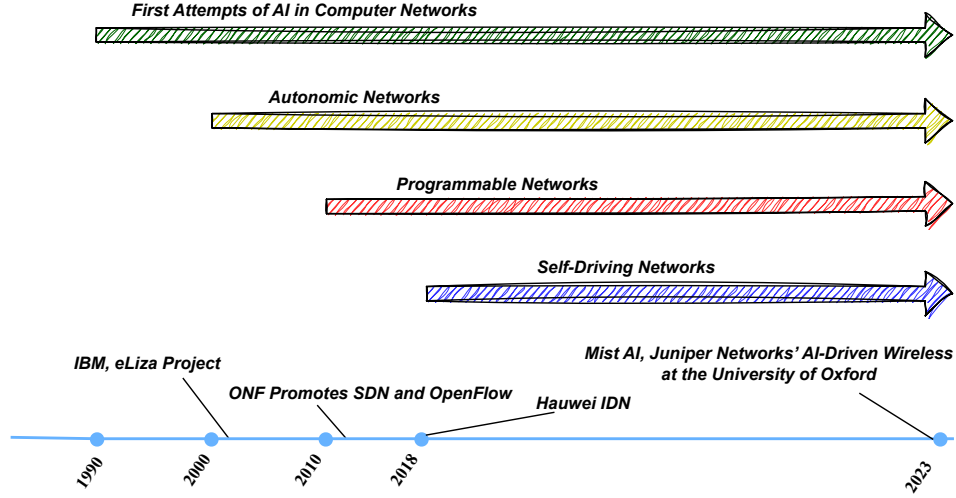 First Attempts of AI in Computer Networks
Autonomic Networks
Programmable Networks
Self-Driving Networks
IBM, eLiza Project
ONF Promotes SDN and OpenFlow
Hauwei IDN
Mist AI, Juniper Networks' AI-Driven Wireless
at the University of Oxford
1990
2000
2010
2018
2023